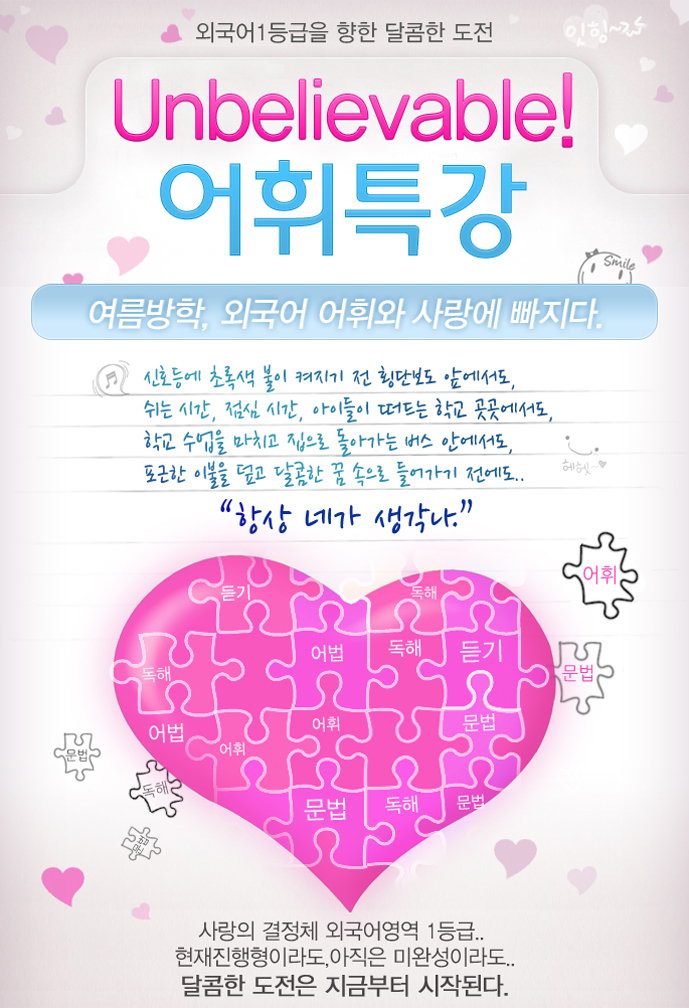 외국어1등급을 향한 달콤한 도전
잇힝~라쑤
Unbelievable!
어휘특강
Smile
여름방학, 외국어 어휘와 사랑에 빠지다.
신호등에 초록색 불이 켜지기 전 횡단보도 앞에서도,
쉬는 시간, 점심 시간, 아이들이 떠드는 학교 곳곳에서도,
학교 수업을 마치고 집으로 돌아가는 버스 안에서도,
포근한 이불을 덮고 달콤한 꿈 속으로 들어가기 전에도..
헤헷~♥
“항상 네가 생각나.”
어휘
듣기
독해
어법
독해
듣기
독해
문법
어법
어휘
어휘
문법
문법
독해
문법
독해
문법
사랑의 결정체 외국어영역 1등급..
현재진행형이라도,아직은 미완성이라도..
달콤한 도전은 지금부터 시작된다.